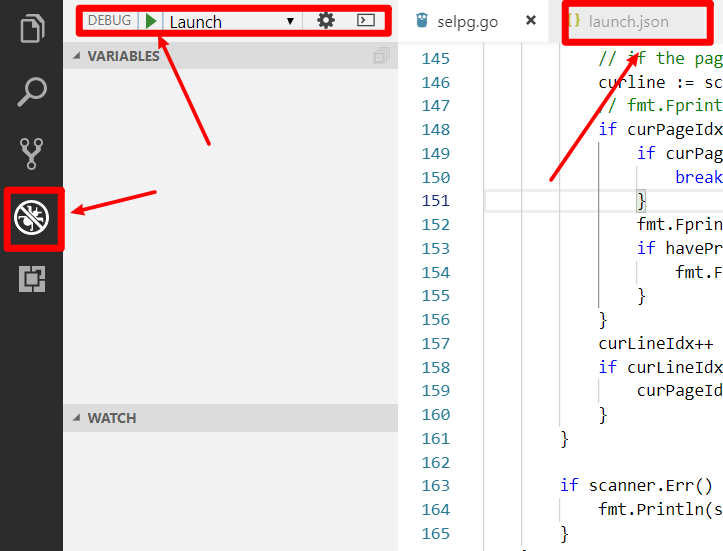 DEBUG Launch
selpg.go launch.json
VARIABLES
WATCH
145 // if the pag
146 curline := sc
147 // fmt.Fprint
148 if curPageIdx
149 if curPag
150 break
151 }
152 fmt.Fprin
153 if havePr
154 fmt.F
155 }
156 }
157 curLineIdx++
158 if curLineIdx
159 curPageId
160 }
161 }
162
163 if scanner.Err()
164 fmt.Println(s
165 }